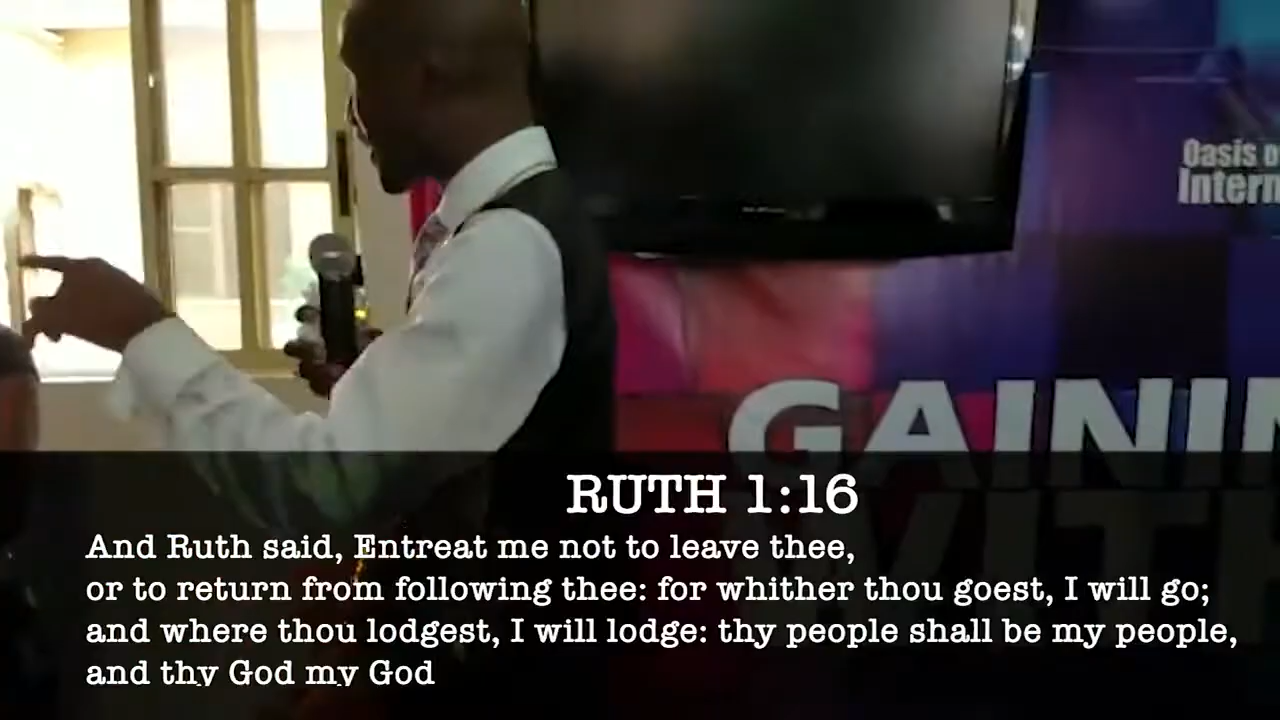 Oasis o
Intern
GAININ
WITH
RUTH 1:16
And Ruth said, Entreat me not to leave thee,
or to return from following thee: for whither thou goest, I will go;
and where thou lodgest, I will lodge: thy people shall be my people,
and thy God my God